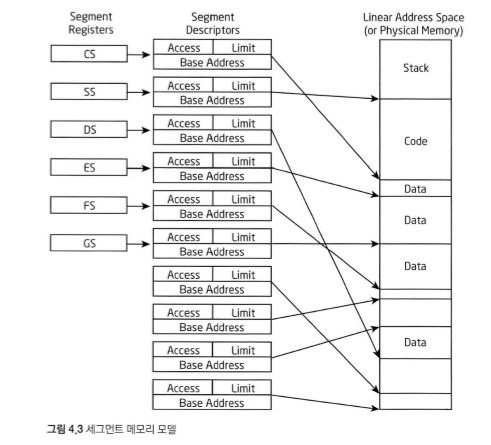 Segment Registers
Segment Descriptors
Linear Address Space (or Physical Memory)
CS
Access Limit
Base Address
SS
Access Limit
Base Address
DS
Access Limit
Base Address
ES
Access Limit
Base Address
FS
Access Limit
Base Address
GS
Access Limit
Base Address
Access Limit
Base Address
Access Limit
Base Address
Access Limit
Base Address
Access Limit
Base Address
Stack
Code
Data
Data
Data
Data
그림 4.3 세그먼트 메모리 모델